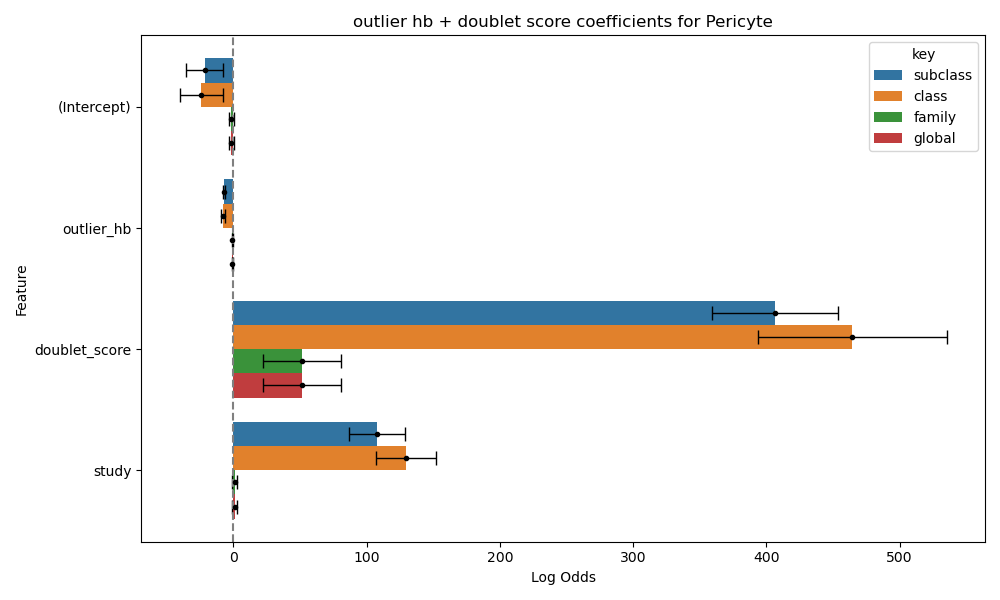 outlier hb + doublet score coefficients for Pericyte
key
subclass
class
family
global
(Intercept)
outlier_hb
doublet_score
study
Feature
0 100 200 300 400 500
Log Odds